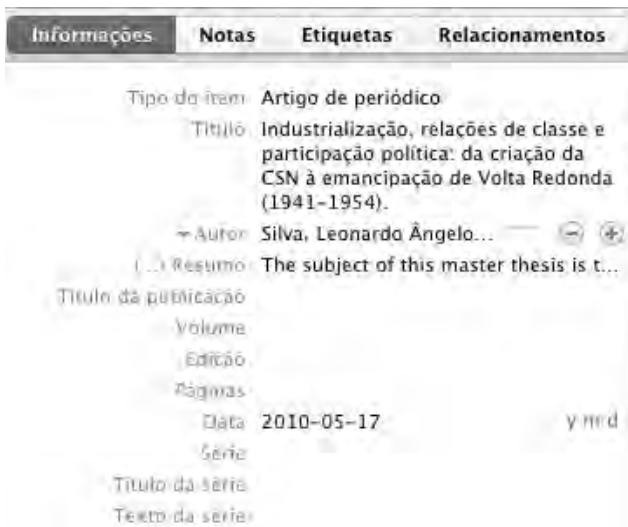 Informações Notas Etiquetas Relacionamentos
Tipo do item Artigo de periódico
Título Industrialização, relações de classe e
participação política: da criação da
CSN à emancipação de Volta Redonda
(1941-1954).
Autor Silva, Leonardo Ângelo...
(...) Resumo The subject of this master thesis is t...
Título da publicação
Volume
Edição
Páginas
Data 2010-05-17 y m d
Série
Título da série
Texto da série